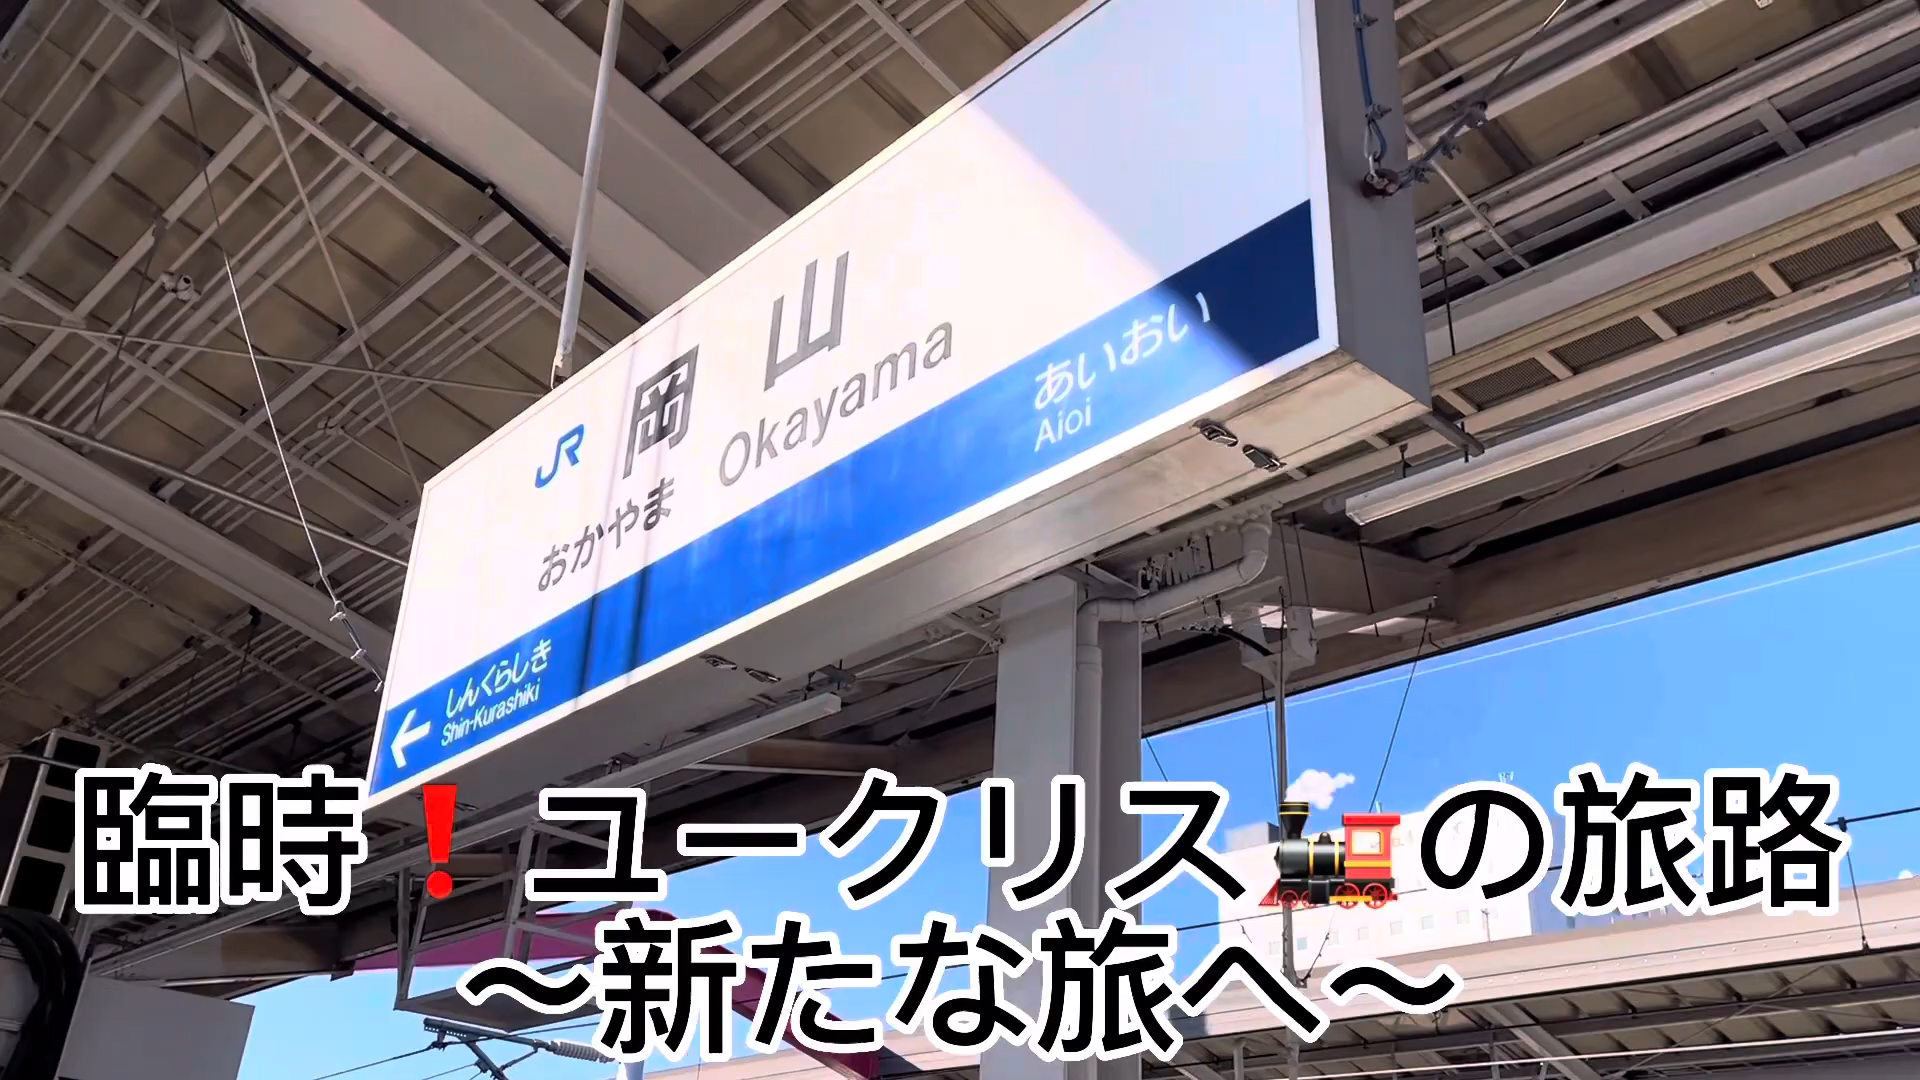 JR 岡山
おかやま Okayama
あいおい
Aioi
← しんくらしき
Shin-Kurashiki
臨時❗ユークリス🚂の旅路
〜新たな旅へ〜